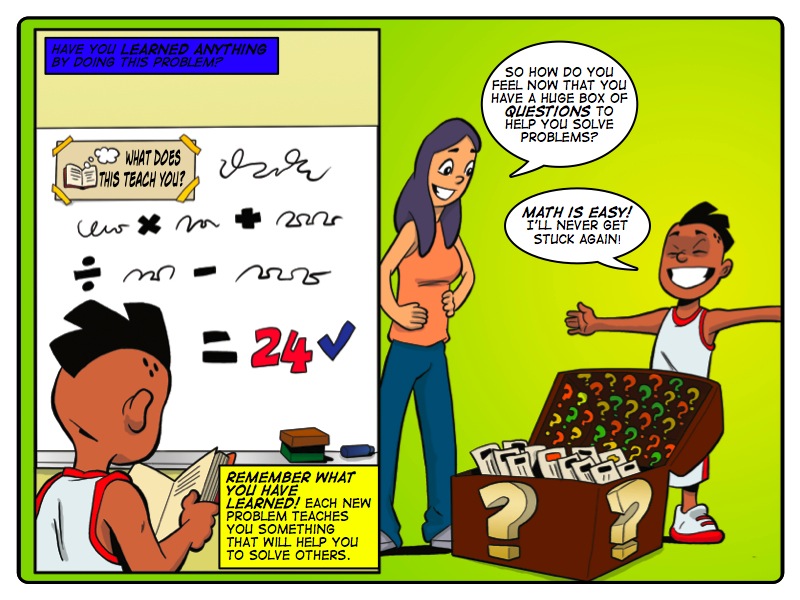 HAVE YOU LEARNED ANYTHING
BY DOING THIS PROBLEM?
WHAT DOES
THIS TEACH YOU?
× +
÷ -
= 24 ✓
REMEMBER WHAT
YOU HAVE
LEARNED! EACH NEW
PROBLEM TEACHES
YOU SOMETHING
THAT WILL HELP YOU
TO SOLVE OTHERS.
SO HOW DO YOU
FEEL NOW THAT YOU
HAVE A HUGE BOX OF
QUESTIONS TO
HELP YOU SOLVE
PROBLEMS?
MATH IS EASY!
I'LL NEVER GET
STUCK AGAIN!
? ?